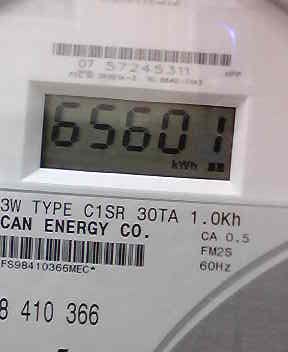 07 57245311
65601
kWh
3W TYPE C1SR 30TA 1.0Kh
CAN ENERGY CO.
CA 0.5
FM2S
FS98410366MEC*
60Hz
8 410 366